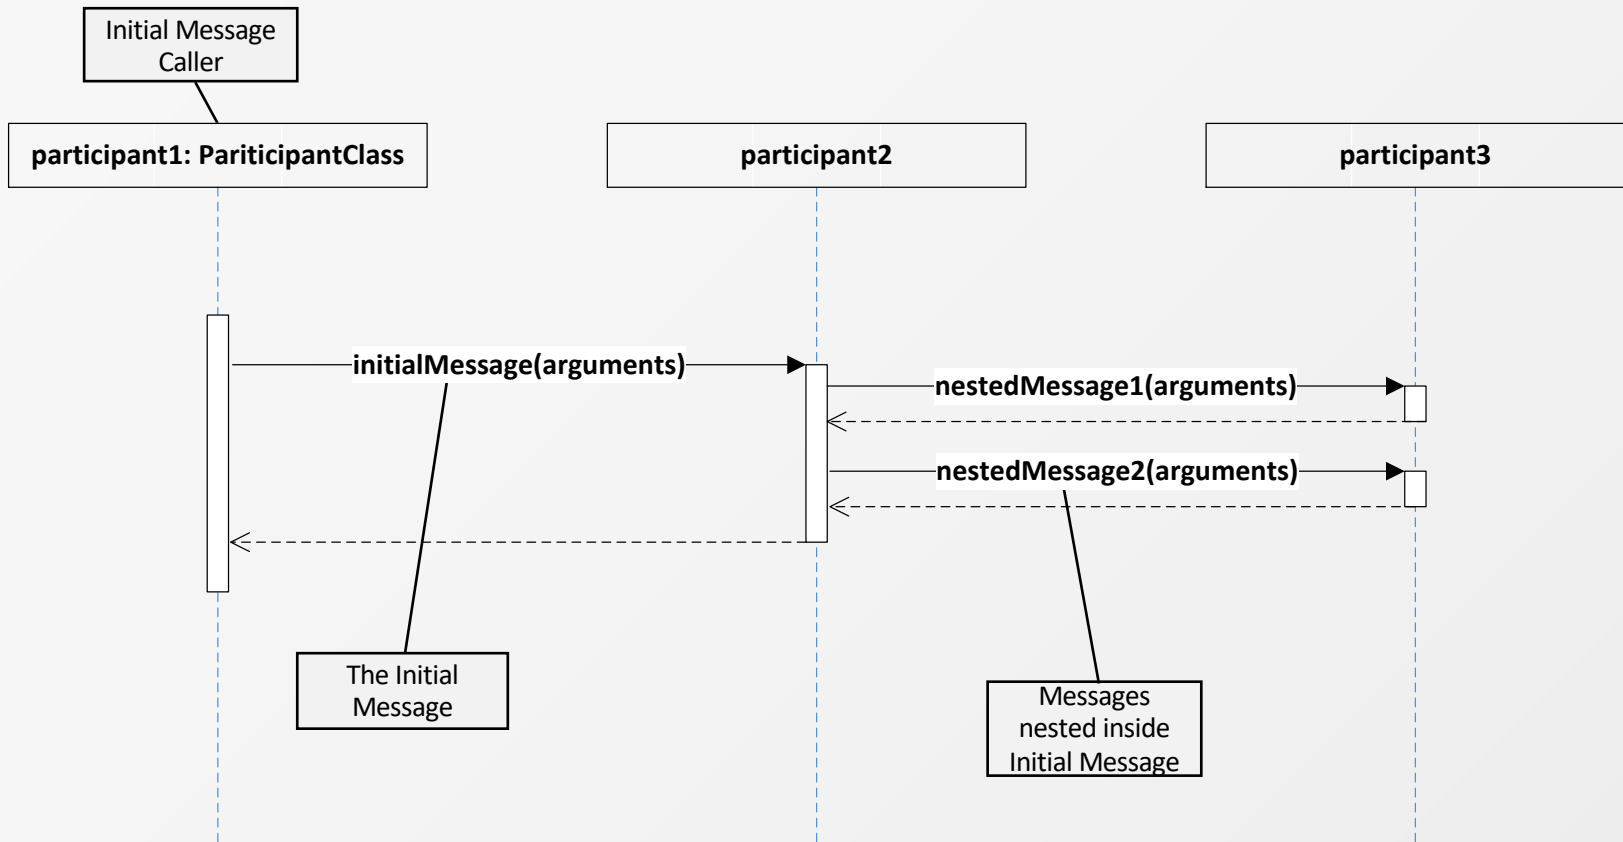 Initial Message
Caller
participant1: PariticipantClass
participant2
participant3
initialMessage(arguments)
nestedMessage1(arguments)
nestedMessage2(arguments)
The Initial
Message
Messages
nested inside
Initial Message